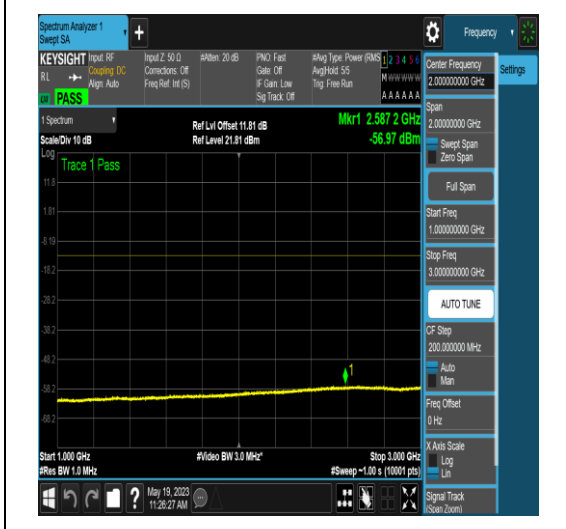 Spectrum Analyzer 1
Swept SA
+
Frequency
KEYSIGHT
RL
Input: RF
Coupling: DC
Align: Auto
Input Z: 50 Ω
Corrections: Off
Freq Ref: Int (S)
#Atten: 20 dB
PNO: Fast
Gate: Off
IF Gain: Low
Sig Track: Off
#Avg Type: Power (RMS
Avg|Hold: 5/5
Trig: Free Run
1 2 3 4 5 6
M W W W W W
A A A A A A
PASS
1 Spectrum
Scale/Div 10 dB
Ref Lvl Offset 11.81 dB
Ref Level 21.81 dBm
Mkr1 2.587 2 GHz
-56.97 dBm
Log
Trace 1 Pass
11.8
1.81
-8.19
-18.2
-28.2
-38.2
-48.2
-58.2
-68.2
1
Start 1.000 GHz
#Res BW 1.0 MHz
#Video BW 3.0 MHz*
Stop 3.000 GHz
#Sweep ~1.00 s (10001 pts)
Center Frequency
2.000000000 GHz
Settings
Span
2.00000000 GHz
Swept Span
Zero Span
Full Span
Start Freq
1.000000000 GHz
Stop Freq
3.000000000 GHz
AUTO TUNE
CF Step
200.000000 MHz
Auto
Man
Freq Offset
0 Hz
X Axis Scale
Log
Lin
Signal Track
(Span Zoom)
?
May 19, 2023
11:26:27 AM